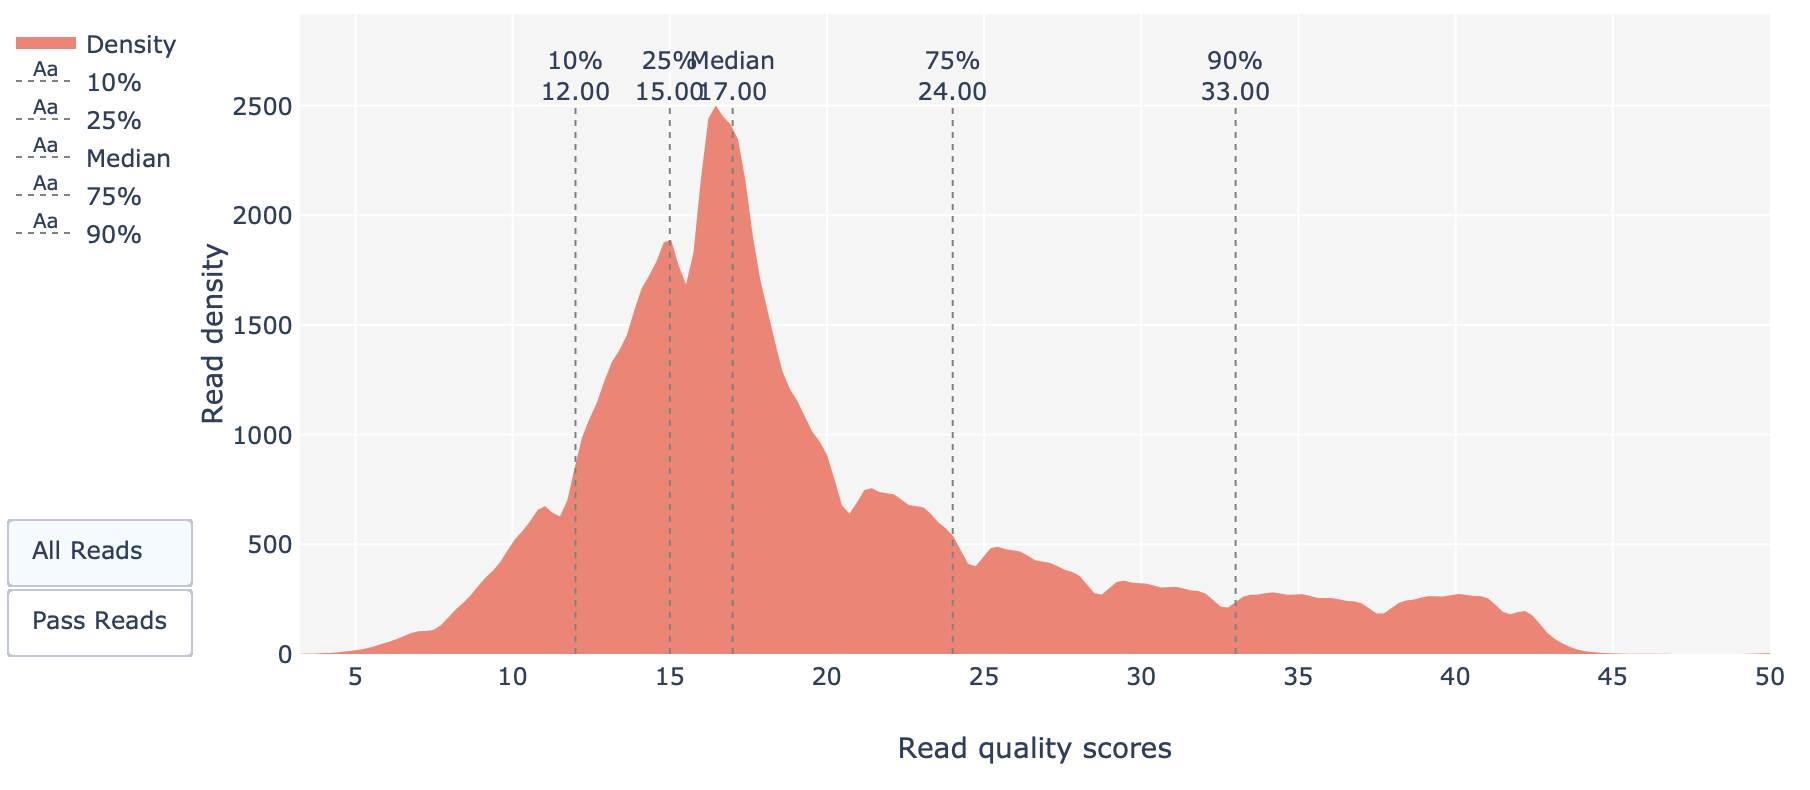 Density
Aa
10%
Aa
25%
Aa
Median
Aa
75%
Aa
90%
All Reads
Pass Reads
10%
12.00
25%
15.00
Median
17.00
75%
24.00
90%
33.00
Read density
2500
2000
1500
1000
500
0
5 10 15 20 25 30 35 40 45 50
Read quality scores